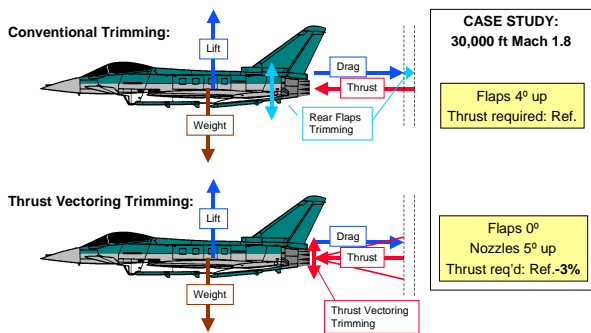 CASE STUDY:
30,000 ft Mach 1.8
Conventional Trimming:
Lift
Drag
Thrust
Weight
Rear Flaps
Trimming
Flaps 4º up
Thrust required: Ref.
Thrust Vectoring Trimming:
Lift
Drag
Thrust
Weight
Thrust Vectoring
Trimming
Flaps 0º
Nozzles 5º up
Thrust req'd: Ref.-3%